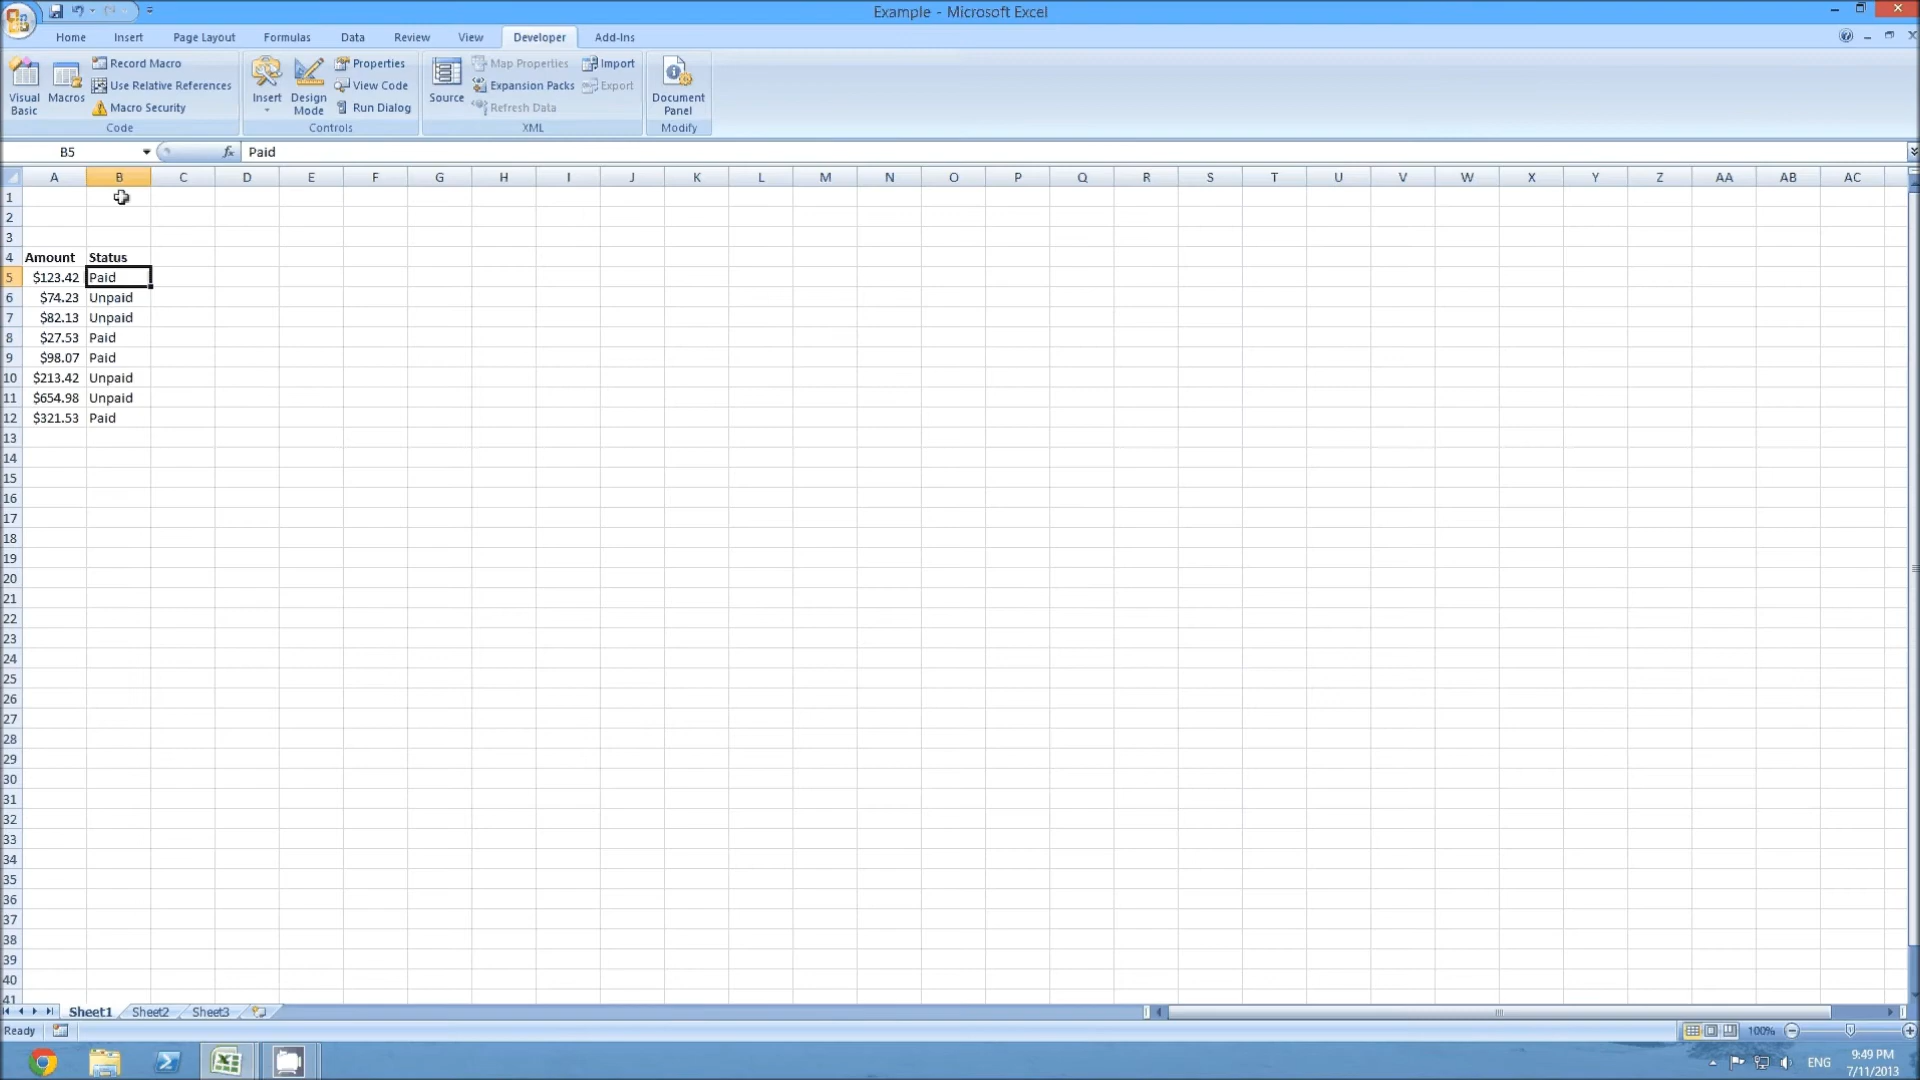 Example - Microsoft Excel
Home Insert Page Layout Formulas Data Review View Developer Add-Ins
Visual Basic
Macros
Record Macro
Use Relative References
Macro Security
Code
Insert
Design Mode
Properties
View Code
Run Dialog
Controls
Source
Map Properties
Expansion Packs
Refresh Data
Import
Export
XML
Document Panel
Modify
B5 fx Paid
A B C D E F G H I J K L M N O P Q R S T U V W X Y Z AA AB AC
1
2
3
4 Amount Status
5 $123.42 Paid
6 $74.23 Unpaid
7 $82.13 Unpaid
8 $27.53 Paid
9 $98.07 Paid
10 $213.42 Unpaid
11 $654.98 Unpaid
12 $321.53 Paid
13
14
15
16
17
18
19
20
21
22
23
24
25
26
27
28
29
30
31
32
33
34
35
36
37
38
39
40
41
Sheet1 Sheet2 Sheet3
Ready 100%
ENG 9:49 PM
7/11/2013